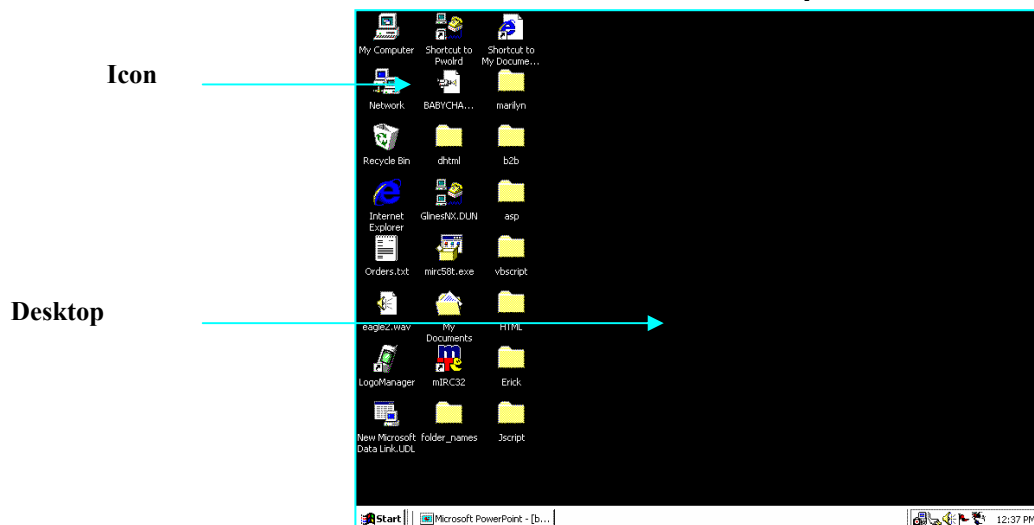 My Computer Shortcut to Pwolrd Shortcut to My Docume...
Icon
Network BABYCHA... marilyn
Recycle Bin dhtml b2b
Internet Explorer GlinesNX.DUN asp
Orders.txt mirc58t.exe vbscript
Desktop
eagle2.wav My Documents HTML
LogoManager mIRC32 Erick
New Microsoft Data Link.UDL folder_names Jscript
Start Microsoft PowerPoint - [b... 12:37 PM